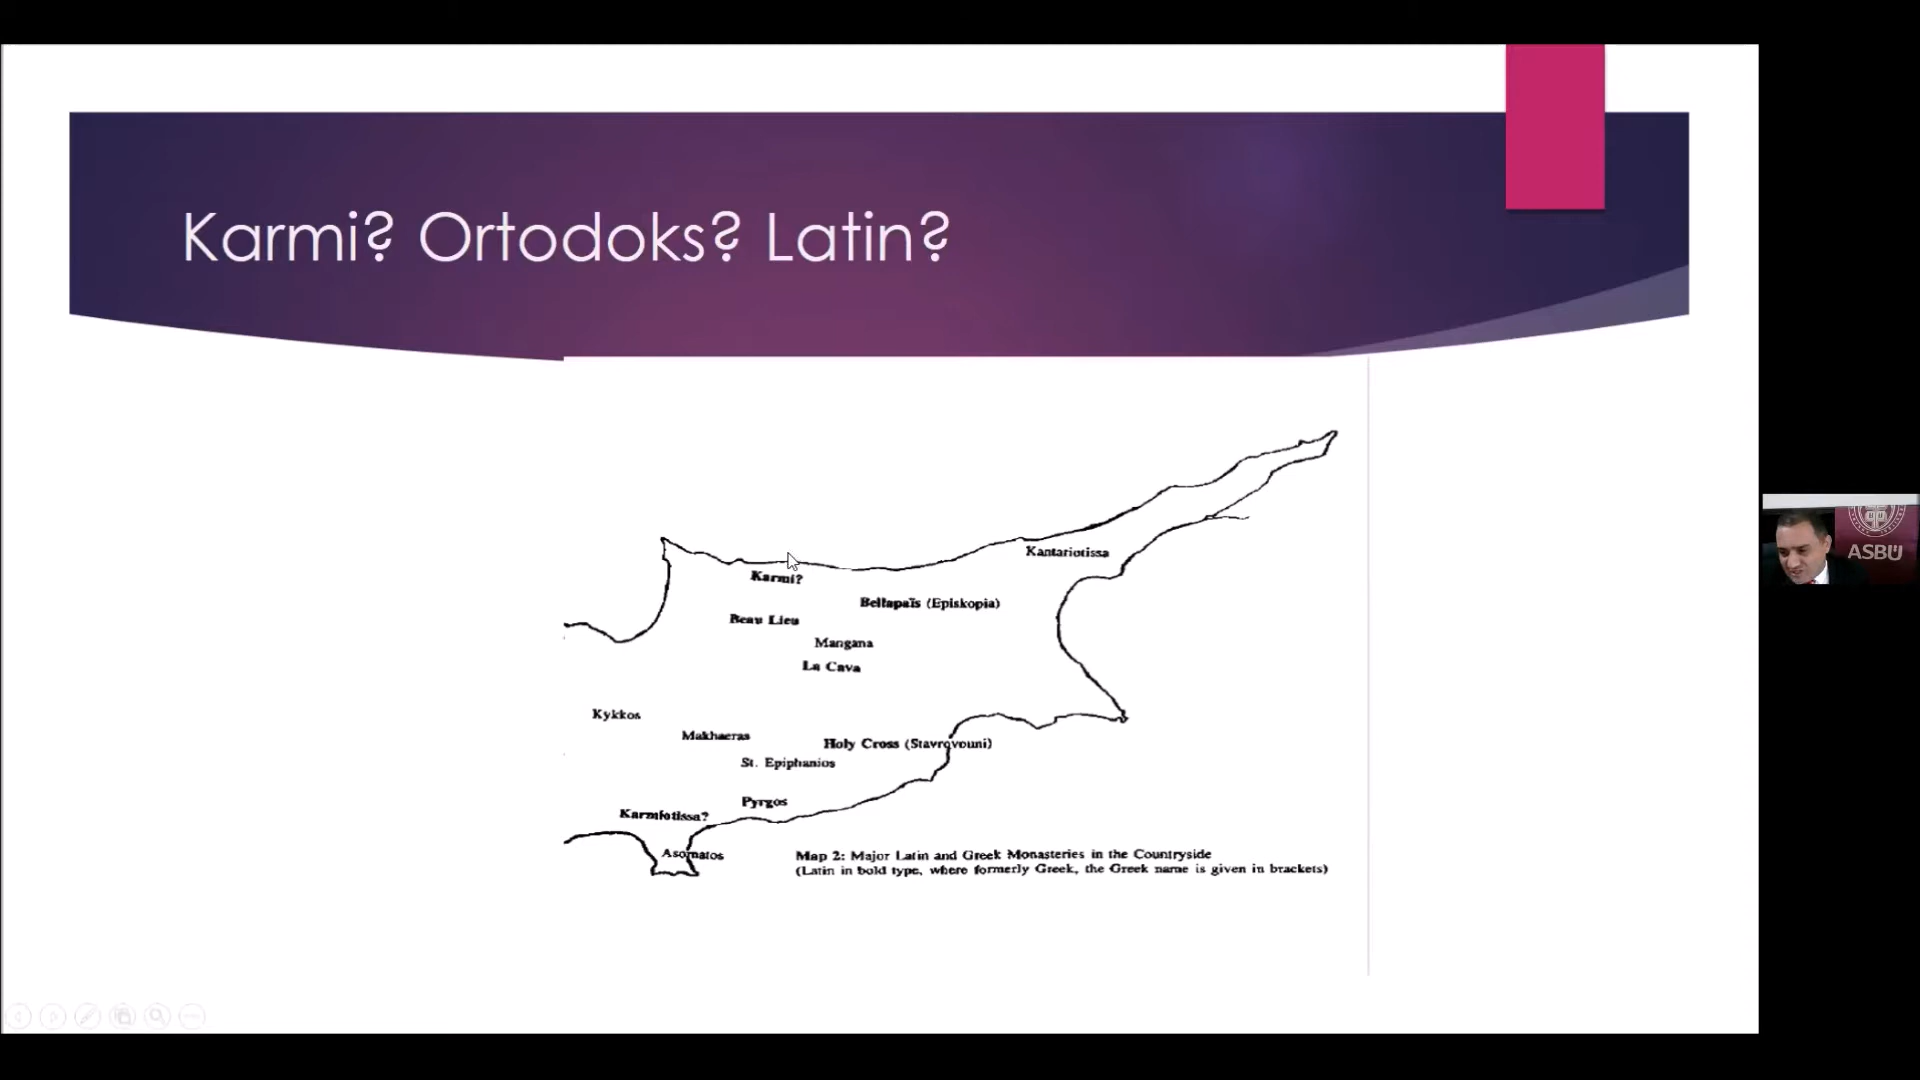 Karmi? Ortodoks? Latin?
Kantariotissa
Karmi?
Bellapaïs (Episkopia)
Beau Lieu
Mangana
La Cava
Kykkos
Makhaeras
Holy Cross (Stavrovouni)
St. Epiphanios
Pyrgos
Karmiotissa?
Asomatos
Map 2: Major Latin and Greek Monasteries in the Countryside
(Latin in bold type, where formerly Greek, the Greek name is given in brackets)
ASBÜ